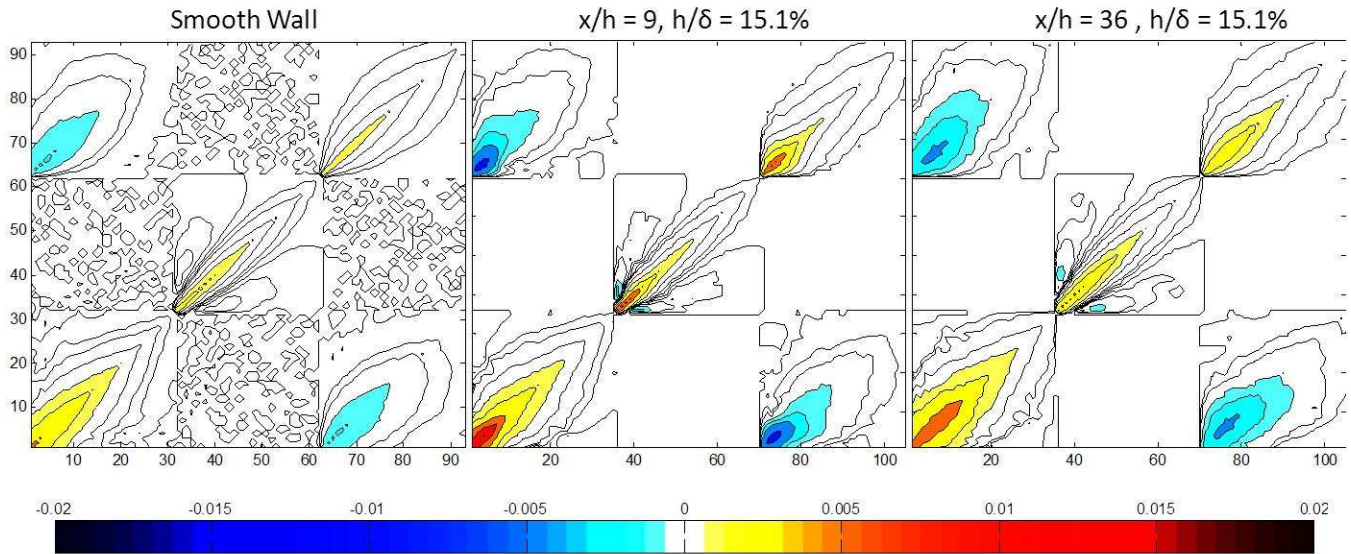 Smooth Wall
x/h = 9, h/δ = 15.1%
x/h = 36 , h/δ = 15.1%
90
80
70
60
50
40
30
20
10
10 20 30 40 50 60 70 80 90
20 40 60 80 100
20 40 60 80 100
-0.02 -0.015 -0.01 -0.005 0 0.005 0.01 0.015 0.02